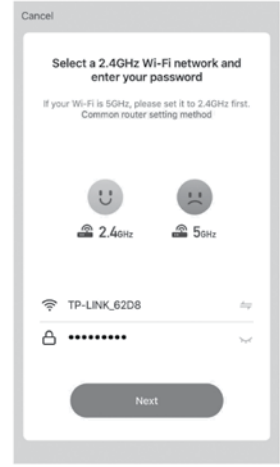 Cancel
Select a 2.4GHz Wi-Fi network and
enter your password
If your Wi-Fi is 5GHz, please set it to 2.4GHz first.
Common router setting method
2.4GHz
5GHz
TP-LINK_62D8
•••••••••
Next